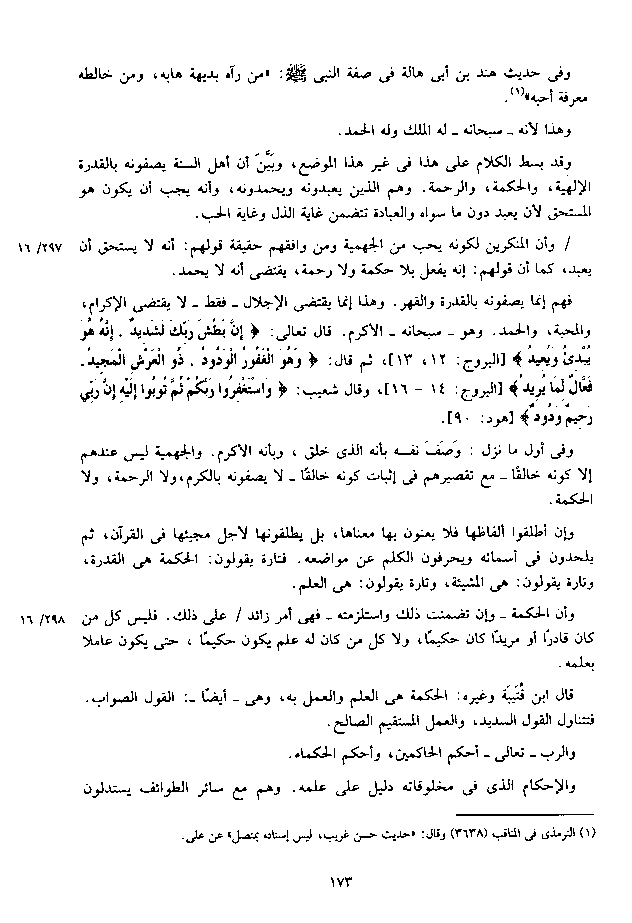 وفى حديث هند بن أبى هالة فى صفة النبى ﷺ: «من رآه بديهة هابه، ومن خالطه
معرفة أحبه»(١).
وهذا لأنه ـ سبحانه ـ له الملك وله الحمد.
وقد بسط الكلام على هذا فى غير هذا الموضع، وبَيَّنَ أن أهل السنة يصفونه بالقدرة
الإلهية، والحكمة، والرحمة. وهم الذين يعبدونه ويحمدونه، وأنه يجب أن يكون هو
المستحق لأن يعبد دون ما سواه والعبادة تتضمن غاية الذل وغاية الحب.
/ وأن المنكرين لكونه يحب من الجهمية ومن وافقهم حقيقة قولهم: أنه لا يستحق أن ١٦/٢٩٧
يعبد، كما أن قولهم: إنه يفعل بلا حكمة ولا رحمة، يقتضى أنه لا يحمد.
فهم إنما يصفونه بالقدرة والقهر. وهذا إنما يقتضى الإجلال ـ فقط ـ لا يقتضى الإكرام،
والمحبة، والحمد. وهو ـ سبحانه ـ الأكرم. قال تعالى: ﴿ إِنَّ بَطْشَ رَبِّكَ لَشَدِيدٌ . إِنَّهُ هُوَ
يُبْدِئُ وَيُعِيدُ ﴾ [البروج: ١٢، ١٣]، ثم قال: ﴿ وَهُوَ الْغَفُورُ الْوَدُودُ . ذُو الْعَرْشِ الْمَجِيدُ .
فَعَّالٌ لِّمَا يُرِيدُ ﴾ [البروج: ١٤ - ١٦]، وقال شعيب: ﴿ وَاسْتَغْفِرُوا رَبَّكُمْ ثُمَّ تُوبُوا إِلَيْهِ إِنَّ رَبِّي
رَحِيمٌ وَدُودٌ ﴾ [هود: ٩٠].
وفى أول ما نزل : وَصَفَ نفسه بأنه الذى خلق ، وبأنه الأكرم. والجهمية ليس عندهم
إلا كونه خالقًا ـ مع تقصيرهم فى إثبات كونه خالقًا ـ لا يصفونه بالكرم، ولا الرحمة، ولا
الحكمة.
وإن أطلقوا ألفاظها فلا يعنون بها معناها، بل يطلقونها لأجل مجيئها فى القرآن، ثم
يلحدون فى أسمائه ويحرفون الكلم عن مواضعه. فتارة يقولون: الحكمة هى القدرة،
وتارة يقولون: هى المشيئة، وتارة يقولون: هى العلم.
وأن الحكمة ـ وإن تضمنت ذلك واستلزمته ـ فهى أمر زائد / على ذلك. فليس كل من ١٦/٢٩٨
كان قادرًا أو مريدًا كان حكيمًا، ولا كل من كان له علم يكون حكيمًا ، حتى يكون عاملا
بعلمه.
قال ابن قُتَيبَة وغيره: الحكمة هى العلم والعمل به، وهى ـ أيضًا ـ: القول الصواب.
فتتناول القول السديد، والعمل المستقيم الصالح.
والرب ـ تعالى ـ أحكم الحاكمين، وأحكم الحكماء.
والإحكام الذى فى مخلوقاته دليل على علمه. وهم مع سائر الطوائف يستدلون
(١) الترمذى فى المناقب (٣٦٣٨) وقال: «حديث حسن غريب، ليس إسناده بمتصل» عن على.
١٧٣